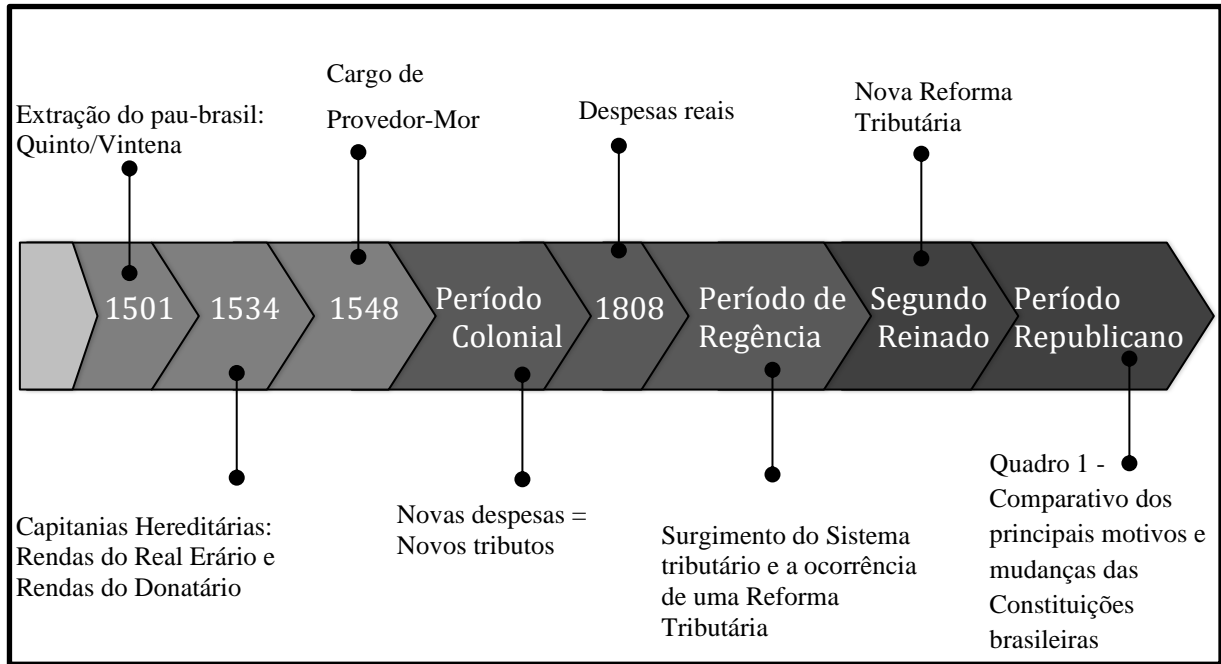 Extração do pau-brasil:
Quinto/Vintena
Cargo de
Provedor-Mor
Despesas reais
Nova Reforma
Tributária
1501
1534
1548
Período
Colonial
1808
Período de
Regência
Segundo
Reinado
Período
Republicano
Capitanias Hereditárias:
Rendas do Real Erário e
Rendas do Donatário
Novas despesas =
Novos tributos
Surgimento do Sistema
tributário e a ocorrência
de uma Reforma
Tributária
Quadro 1 -
Comparativo dos
principais motivos e
mudanças das
Constituições
brasileiras